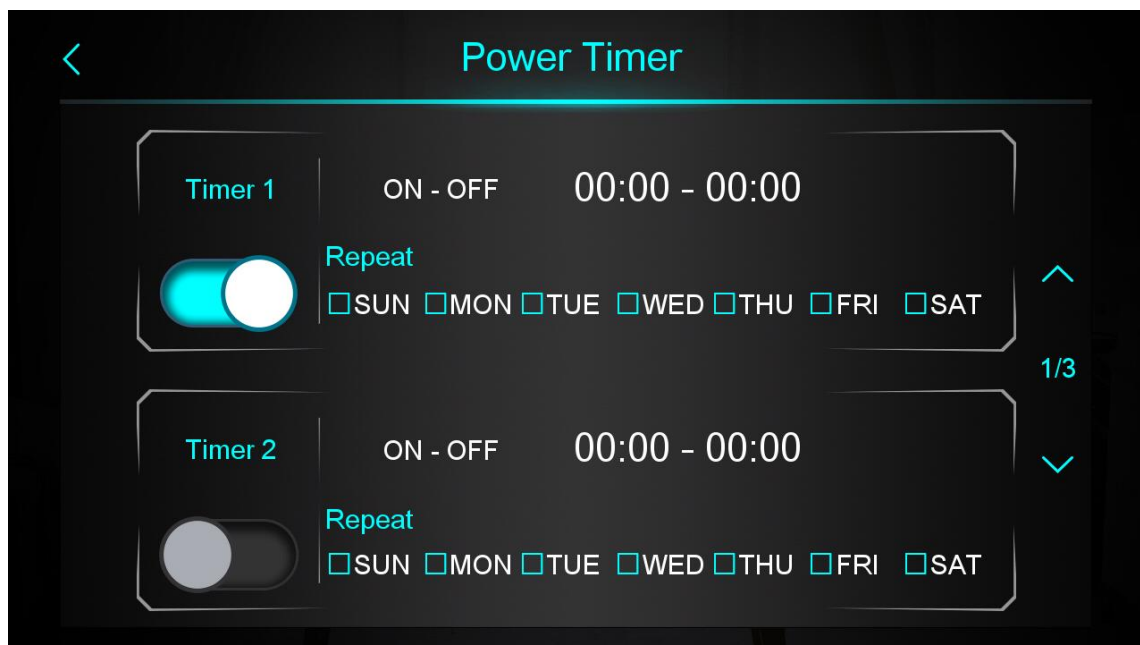 Power Timer
Timer 1
ON - OFF 00:00 - 00:00
Repeat
SUN MON TUE WED THU FRI SAT
1/3
Timer 2
ON - OFF 00:00 - 00:00
Repeat
SUN MON TUE WED THU FRI SAT